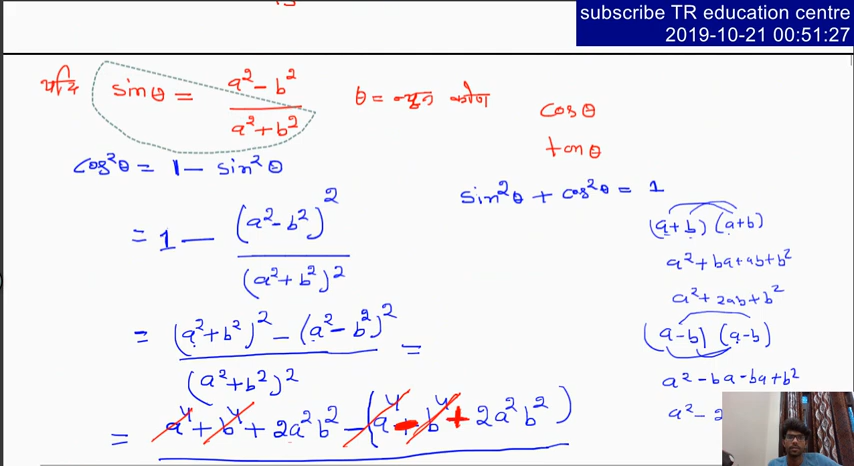 subscribe TR education centre
2019-10-21 00:51:27
यदि sinθ = (a² - b²)/(a² + b²) θ = न्यून कोण
cosθ
tanθ
cos²θ = 1 - sin²θ
sin²θ + cos²θ = 1
= 1 - (a² - b²)²/(a² + b²)²
= ((a² + b²)² - (a² - b²)²)/(a² + b²)² =
= a⁴ + b⁴ + 2a²b² - (a⁴ + b⁴ + 2a²b²)
(a+b) (a+b)
a² + ba + ab + b²
a² + 2ab + b²
(a-b) (a-b)
a² - ba - ba + b²
a² - 2